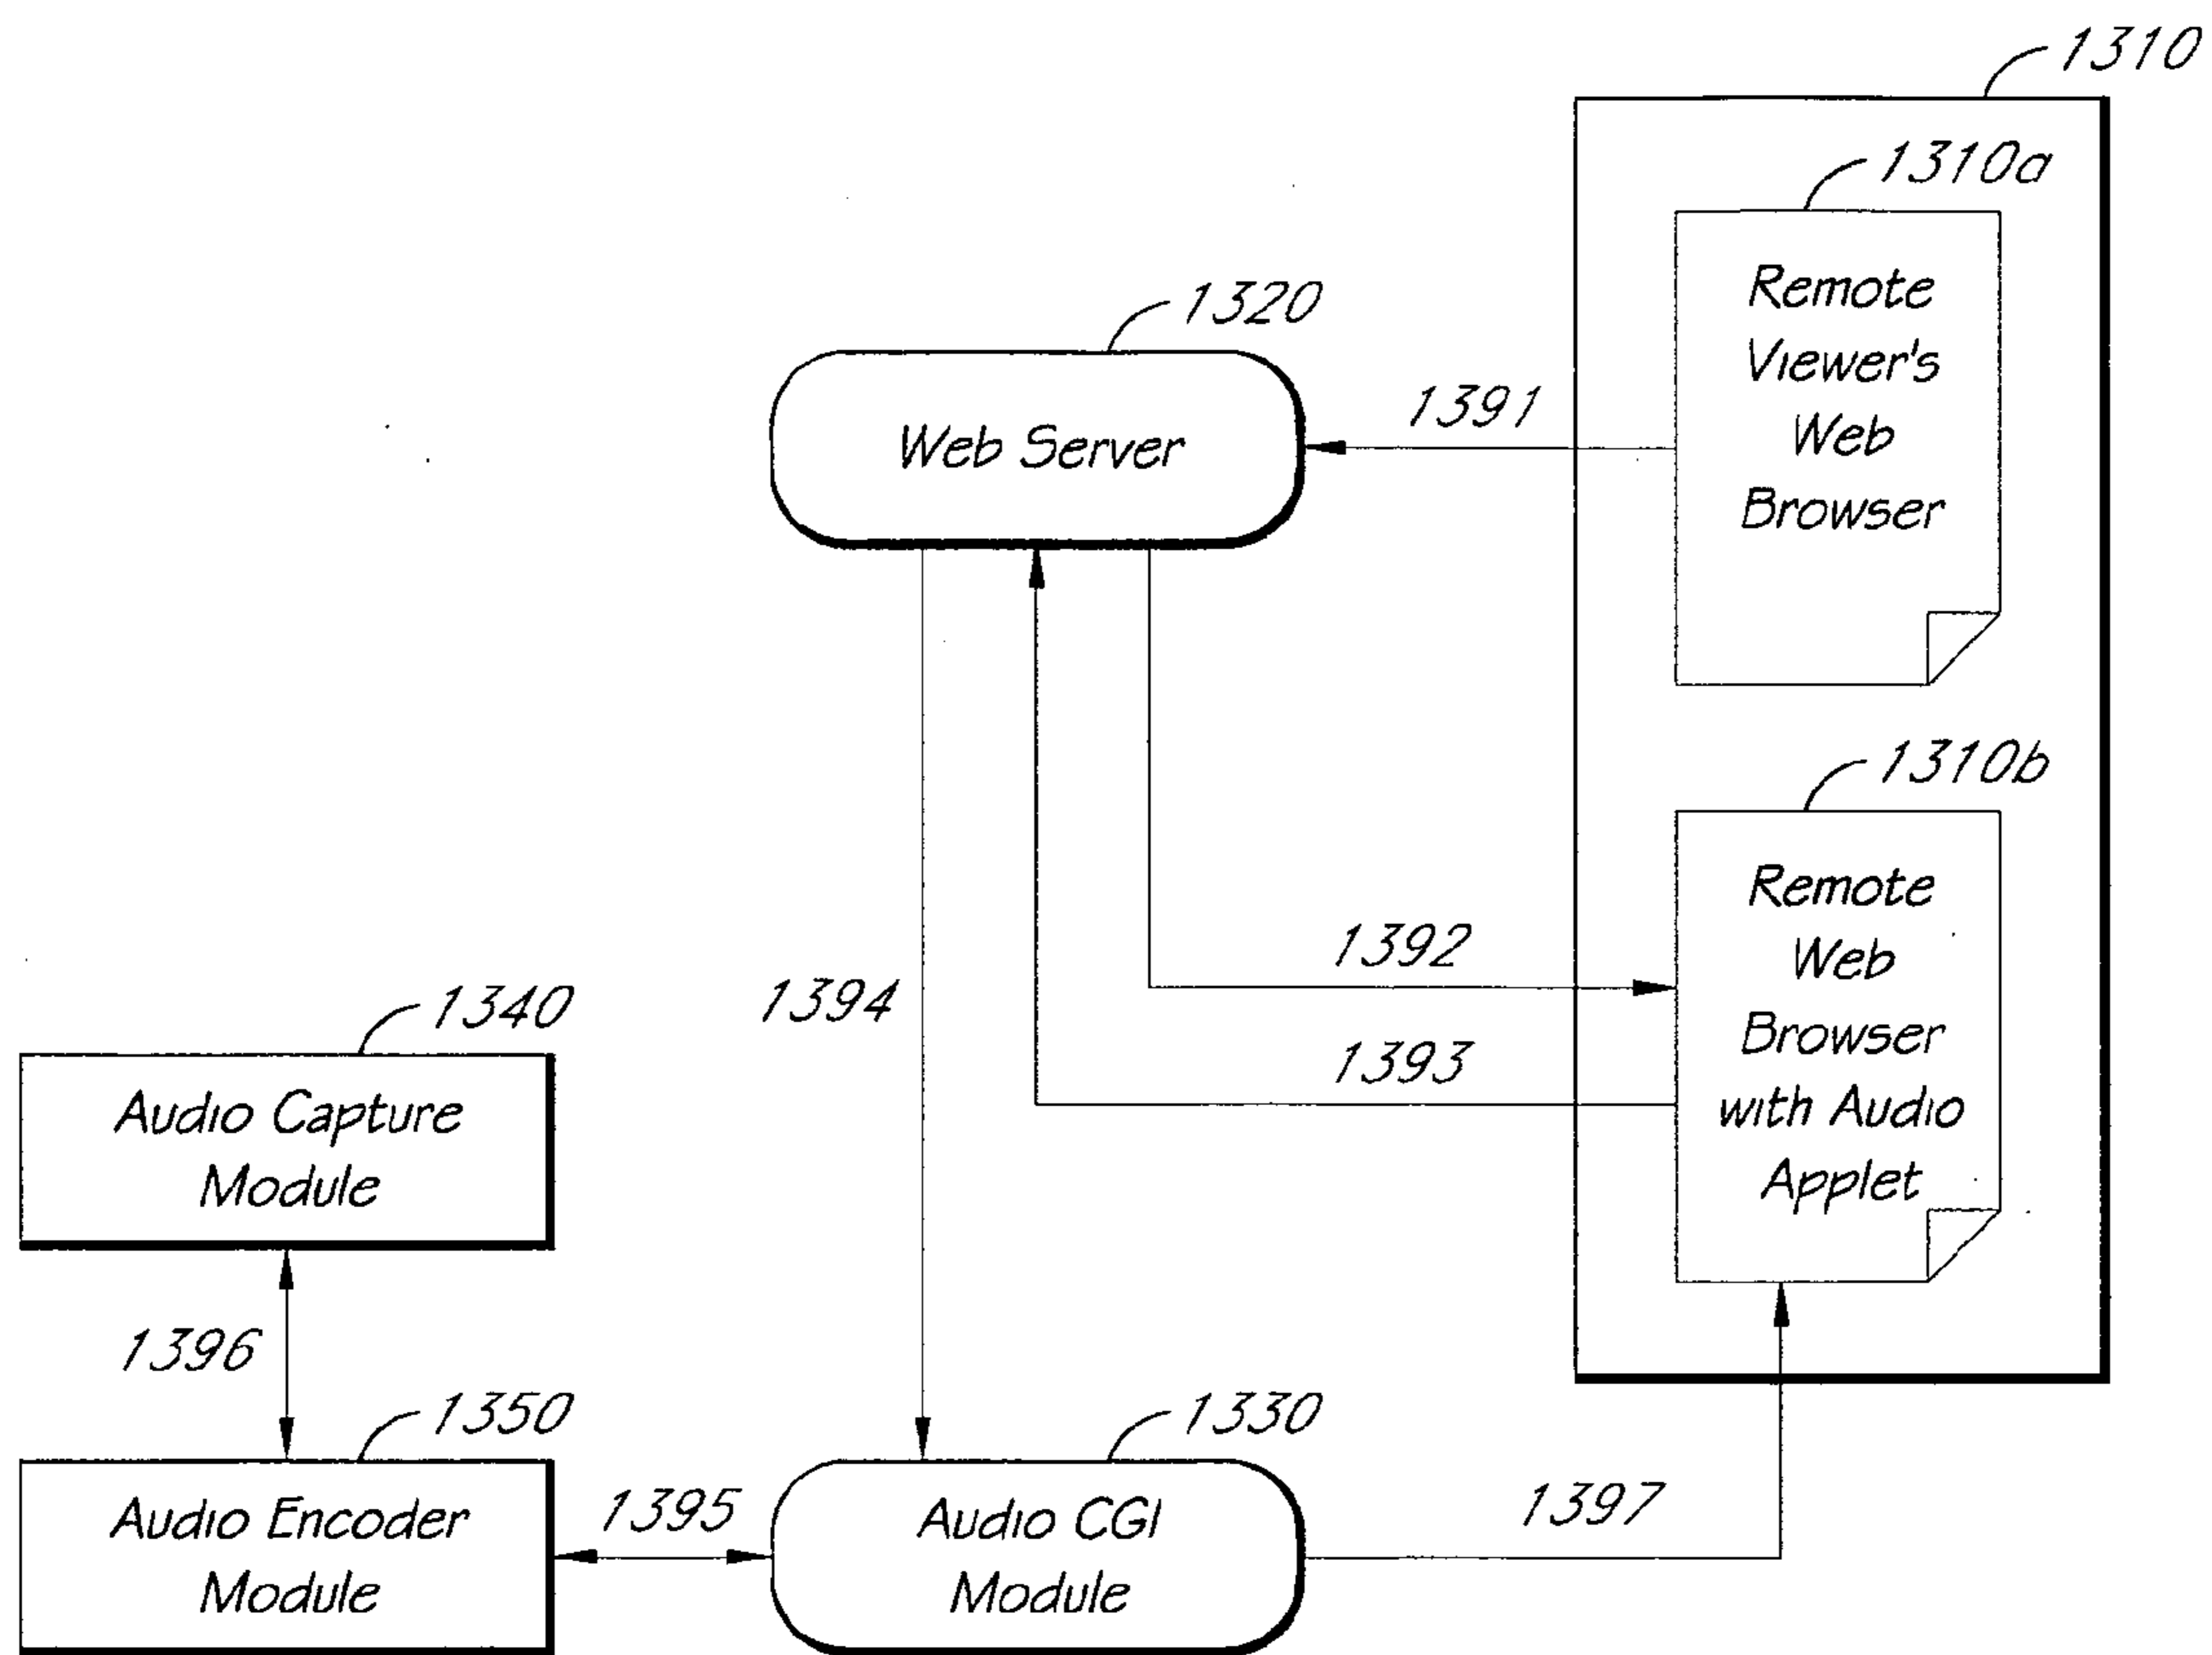 1310
1310a
Remote
Viewer's
Web
Browser
1320
Web Server
1391
1310b
Remote
Web
Browser
with Audio
Applet
1392
1393
1394
1340
Audio Capture
Module
1396
1350
Audio Encoder
Module
1395
1330
Audio CGI
Module
1397